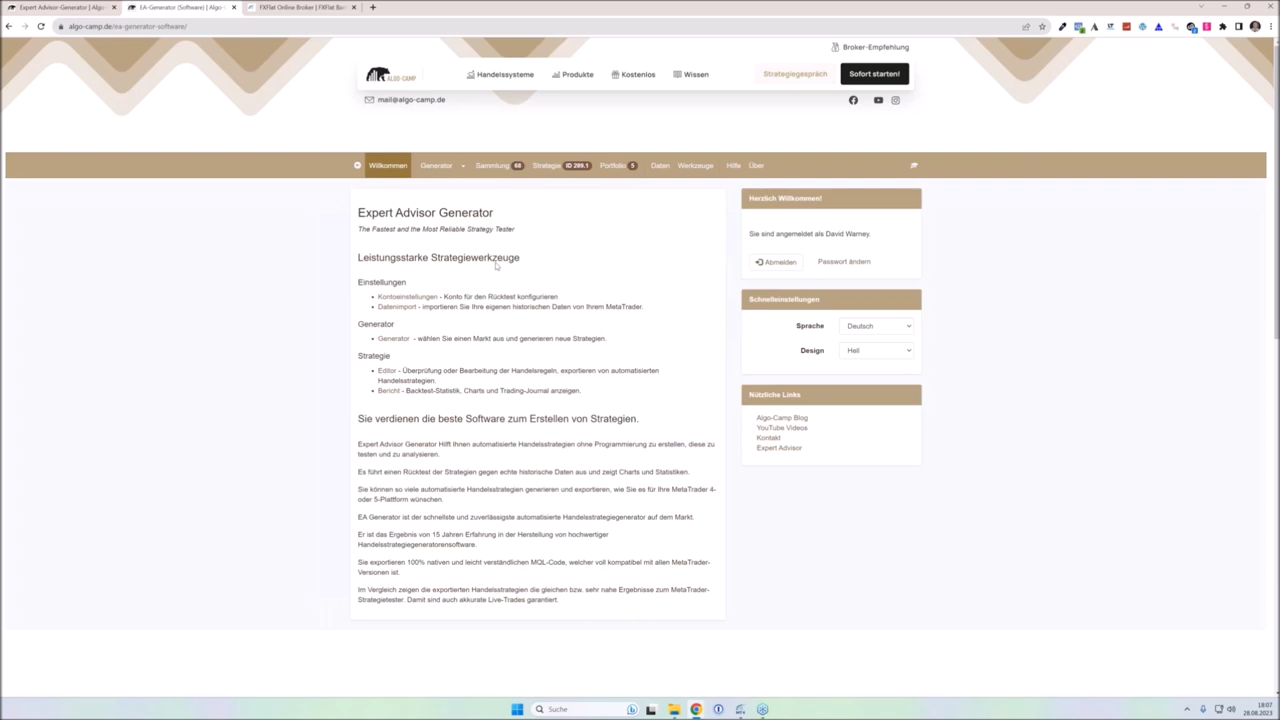 Expert Advisor-Generator | Algo-
EA-Generator (Software) | Algo-
FXFlat Online Broker | FXFlat Ba
algo-camp.de/ea-generator-software/
Broker-Empfehlung
ALGO-CAMP
Handelssysteme
Produkte
Kostenlos
Wissen
Strategiegespräch
Sofort starten!
mail@algo-camp.de
Willkommen
Generator
Sammlung 68
Strategie ID 289.1
Portfolio 5
Daten
Werkzeuge
Hilfe
Über
Expert Advisor Generator
The Fastest and the Most Reliable Strategy Tester
Leistungsstarke Strategiewerkzeuge
Einstellungen
Kontoeinstellungen - Konto für den Rücktest konfigurieren
Datenimport - importieren Sie Ihre eigenen historischen Daten von Ihrem MetaTrader.
Generator
Generator - wählen Sie einen Markt aus und generieren neue Strategien.
Strategie
Editor - Überprüfung oder Bearbeitung der Handelsregeln, exportieren von automatisierten
Handelsstrategien.
Bericht - Backtest-Statistik, Charts und Trading-Journal anzeigen.
Sie verdienen die beste Software zum Erstellen von Strategien.
Expert Advisor Generator Hilft Ihnen automatisierte Handelsstrategien ohne Programmierung zu erstellen, diese zu
testen und zu analysieren.
Es führt einen Rücktest der Strategien gegen echte historische Daten aus und zeigt Charts und Statistiken.
Sie können so viele automatisierte Handelsstrategien generieren und exportieren, wie Sie es für Ihre MetaTrader 4-
oder 5-Plattform wünschen.
EA Generator ist der schnellste und zuverlässigste automatisierte Handelsstrategiegenerator auf dem Markt.
Er ist das Ergebnis von 15 Jahren Erfahrung in der Herstellung von hochwertiger
Handelsstrategiegeneratorensoftware.
Sie exportieren 100% nativen und leicht verständlichen MQL-Code, welcher voll kompatibel mit allen MetaTrader-
Versionen ist.
Im Vergleich zeigen die exportierten Handelsstrategien die gleichen bzw. sehr nahe Ergebnisse zum MetaTrader-
Strategietester. Damit sind auch akkurate Live-Trades garantiert.
Herzlich Willkommen!
Sie sind angemeldet als David Warney.
Abmelden
Passwort ändern
Schnelleinstellungen
Sprache
Deutsch
Design
Hell
Nützliche Links
Algo-Camp Blog
YouTube Videos
Kontakt
Expert Advisor
Suche
18:07
28.08.2023